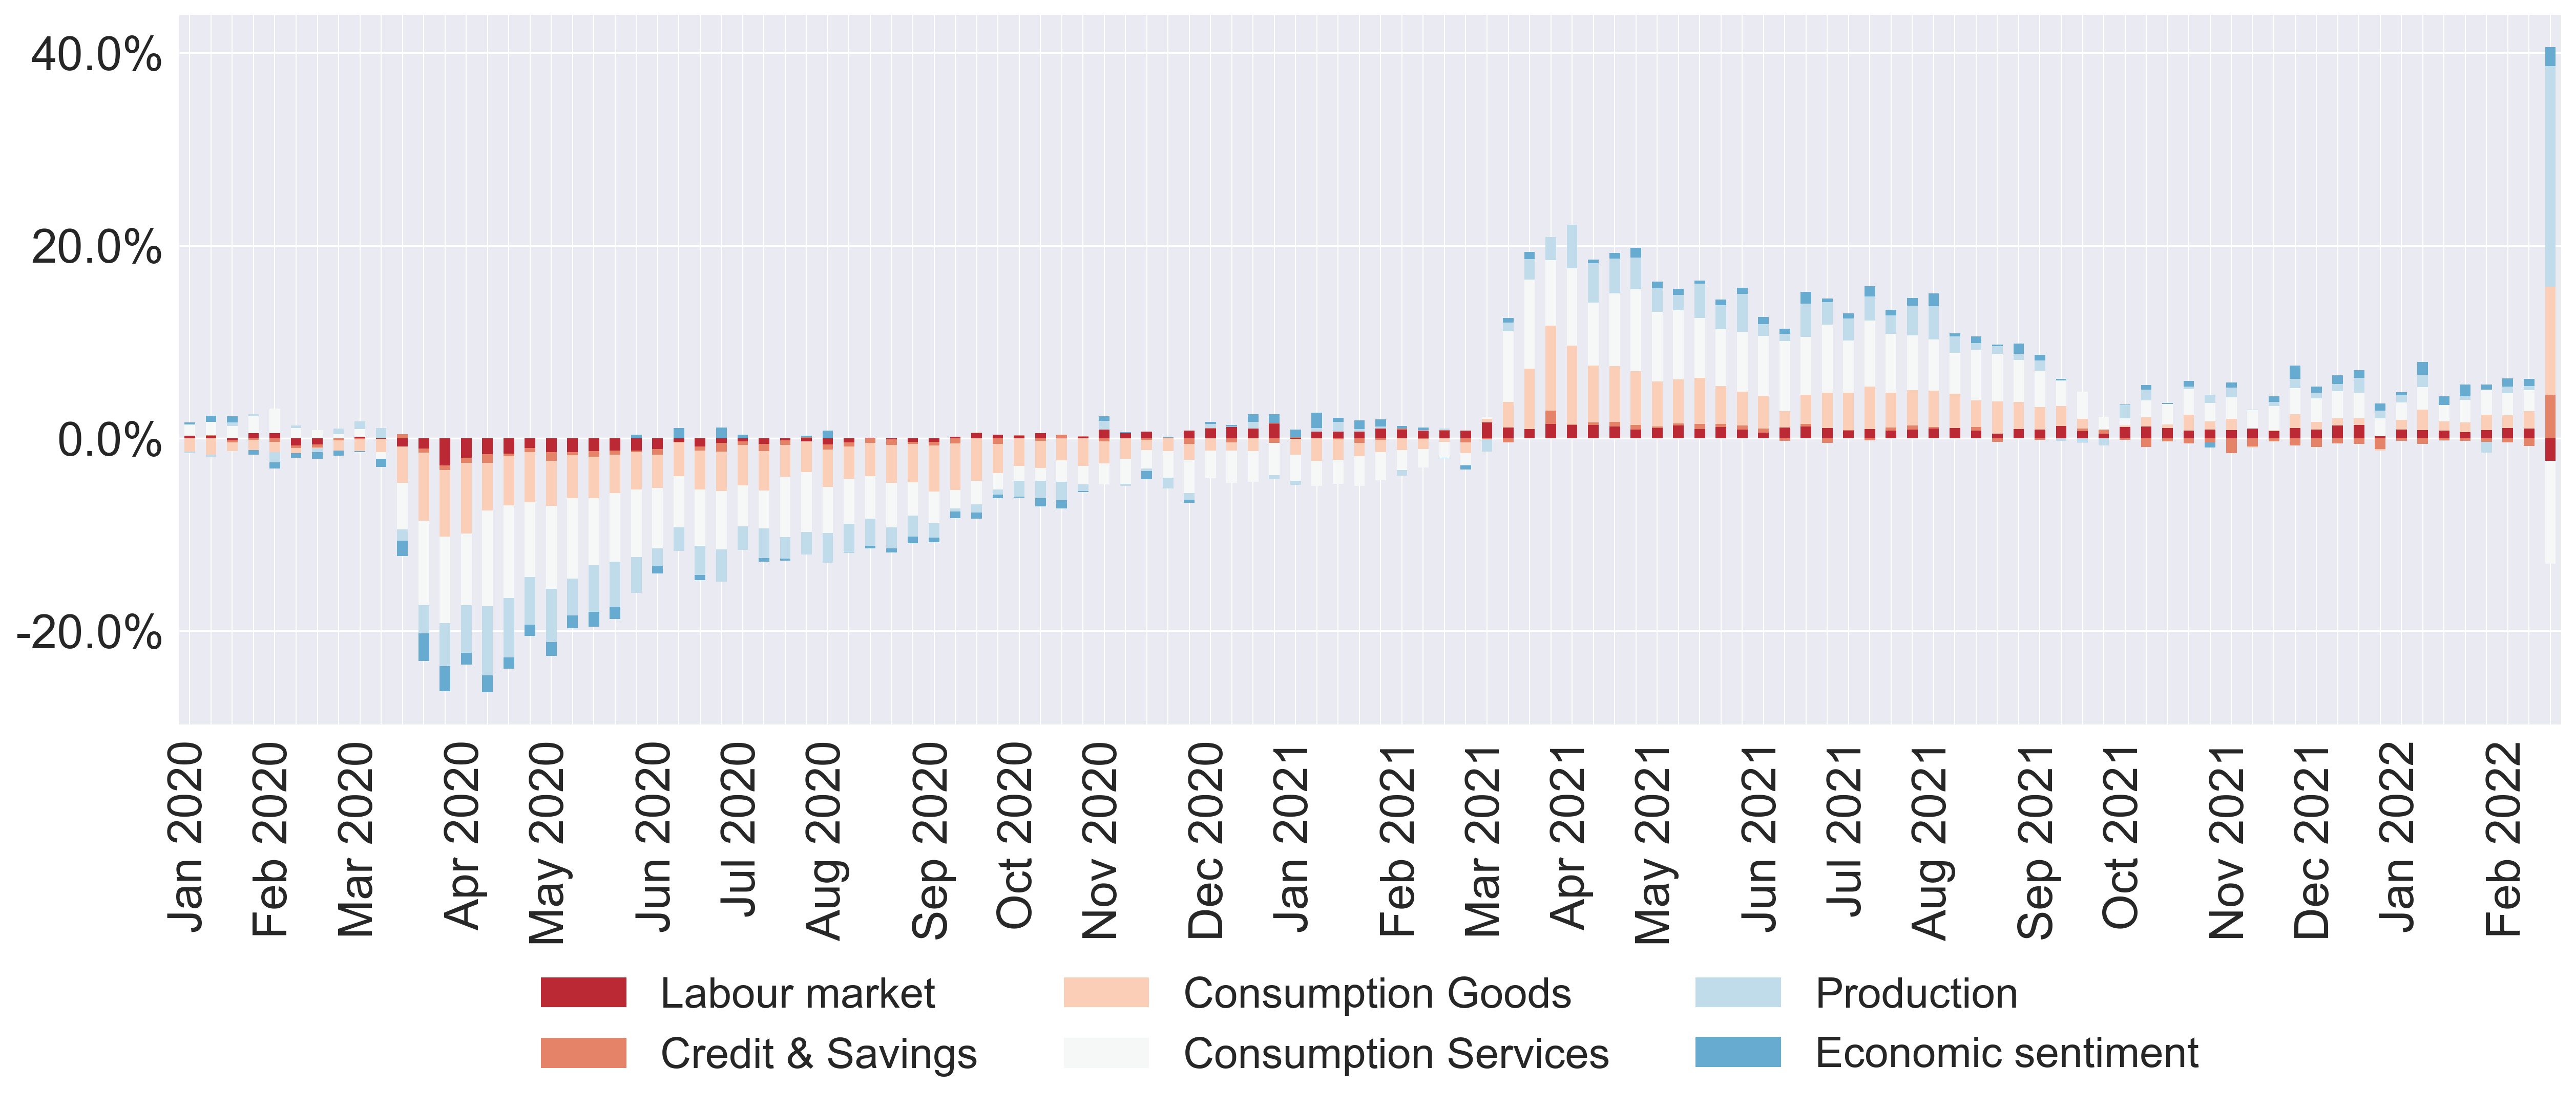 40.0%
20.0%
0.0%
-20.0%
Jan 2020
Feb 2020
Mar 2020
Apr 2020
May 2020
Jun 2020
Jul 2020
Aug 2020
Sep 2020
Oct 2020
Nov 2020
Dec 2020
Jan 2021
Feb 2021
Mar 2021
Apr 2021
May 2021
Jun 2021
Jul 2021
Aug 2021
Sep 2021
Oct 2021
Nov 2021
Dec 2021
Jan 2022
Feb 2022
Labour market
Consumption Goods
Production
Credit & Savings
Consumption Services
Economic sentiment